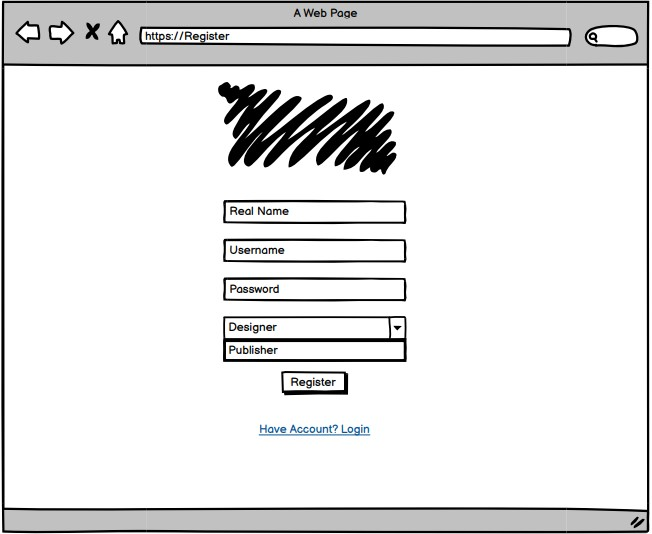 A Web Page
https://Register
Real Name
Username
Password
Designer
Publisher
Register
Have Account? Login